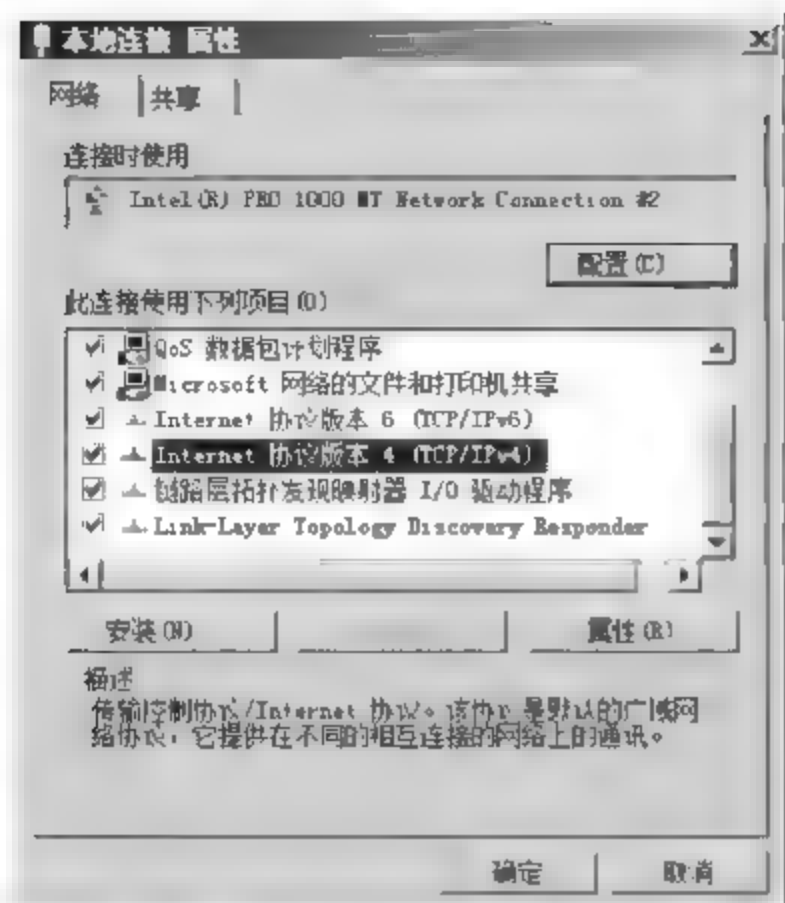 本地连接 属性
网络 共享
连接时使用
Intel(R) PRO 1000 MT Network Connection #2
配置(C)
此连接使用下列项目(O)
QoS 数据包计划程序
Microsoft 网络的文件和打印机共享
Internet 协议版本 6 (TCP/IPv6)
Internet 协议版本 4 (TCP/IPv4)
链路层拓扑发现映射器 I/O 驱动程序
Link-Layer Topology Discovery Responder
安装(N) 属性(R)
描述
传输控制协议/Internet 协议。该协议是默认的广域网
络协议，它提供在不同的相互连接的网络上的通讯。
确定 取消